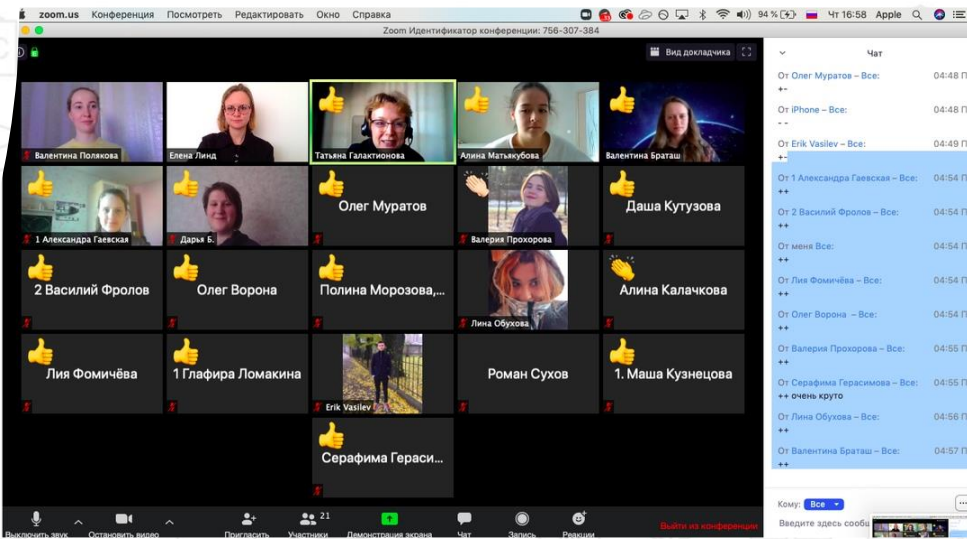 zoom.us Конференция Посмотреть Редактировать Окно Справка
94 % Чт 16:58 Apple
Zoom Идентификатор конференции: 756-307-384
Вид докладчика
Валентина Полякова
Елена Линд
Татьяна Галактионова
Алина Матьякубова
Валентина Браташ
1 Александра Гаевская
Дарья Б.
Олег Муратов
Валерия Прохорова
Даша Кутузова
2 Василий Фролов
Олег Ворона
Полина Морозова,...
Лина Обухова
Алина Калачкова
Лия Фомичёва
1 Глафира Ломакина
Erik Vasilev
Роман Сухов
1. Маша Кузнецова
Серафима Гераси...
Выключить звук
Остановить видео
Пригласить
Участники
21
Демонстрация экрана
Чат
Запись
Реакции
Выйти из конференции
Чат
От Олег Муратов – Все: 04:48 П
+-
От iPhone – Все: 04:48 П
- -
От Erik Vasilev – Все: 04:49 П
+-
От 1 Александра Гаевская – Все: 04:54 П
++
От 2 Василий Фролов – Все: 04:54 П
++
От меня Все: 04:54 П
++
От Лия Фомичёва – Все: 04:54 П
++
От Олег Ворона – Все: 04:54 П
++
От Валерия Прохорова – Все: 04:55 П
++
От Серафима Герасимова – Все: 04:55 П
++ очень круто
От Лина Обухова – Все: 04:56 П
++
От Валентина Браташ – Все: 04:57 П
++
Кому: Все
Введите здесь сообщ